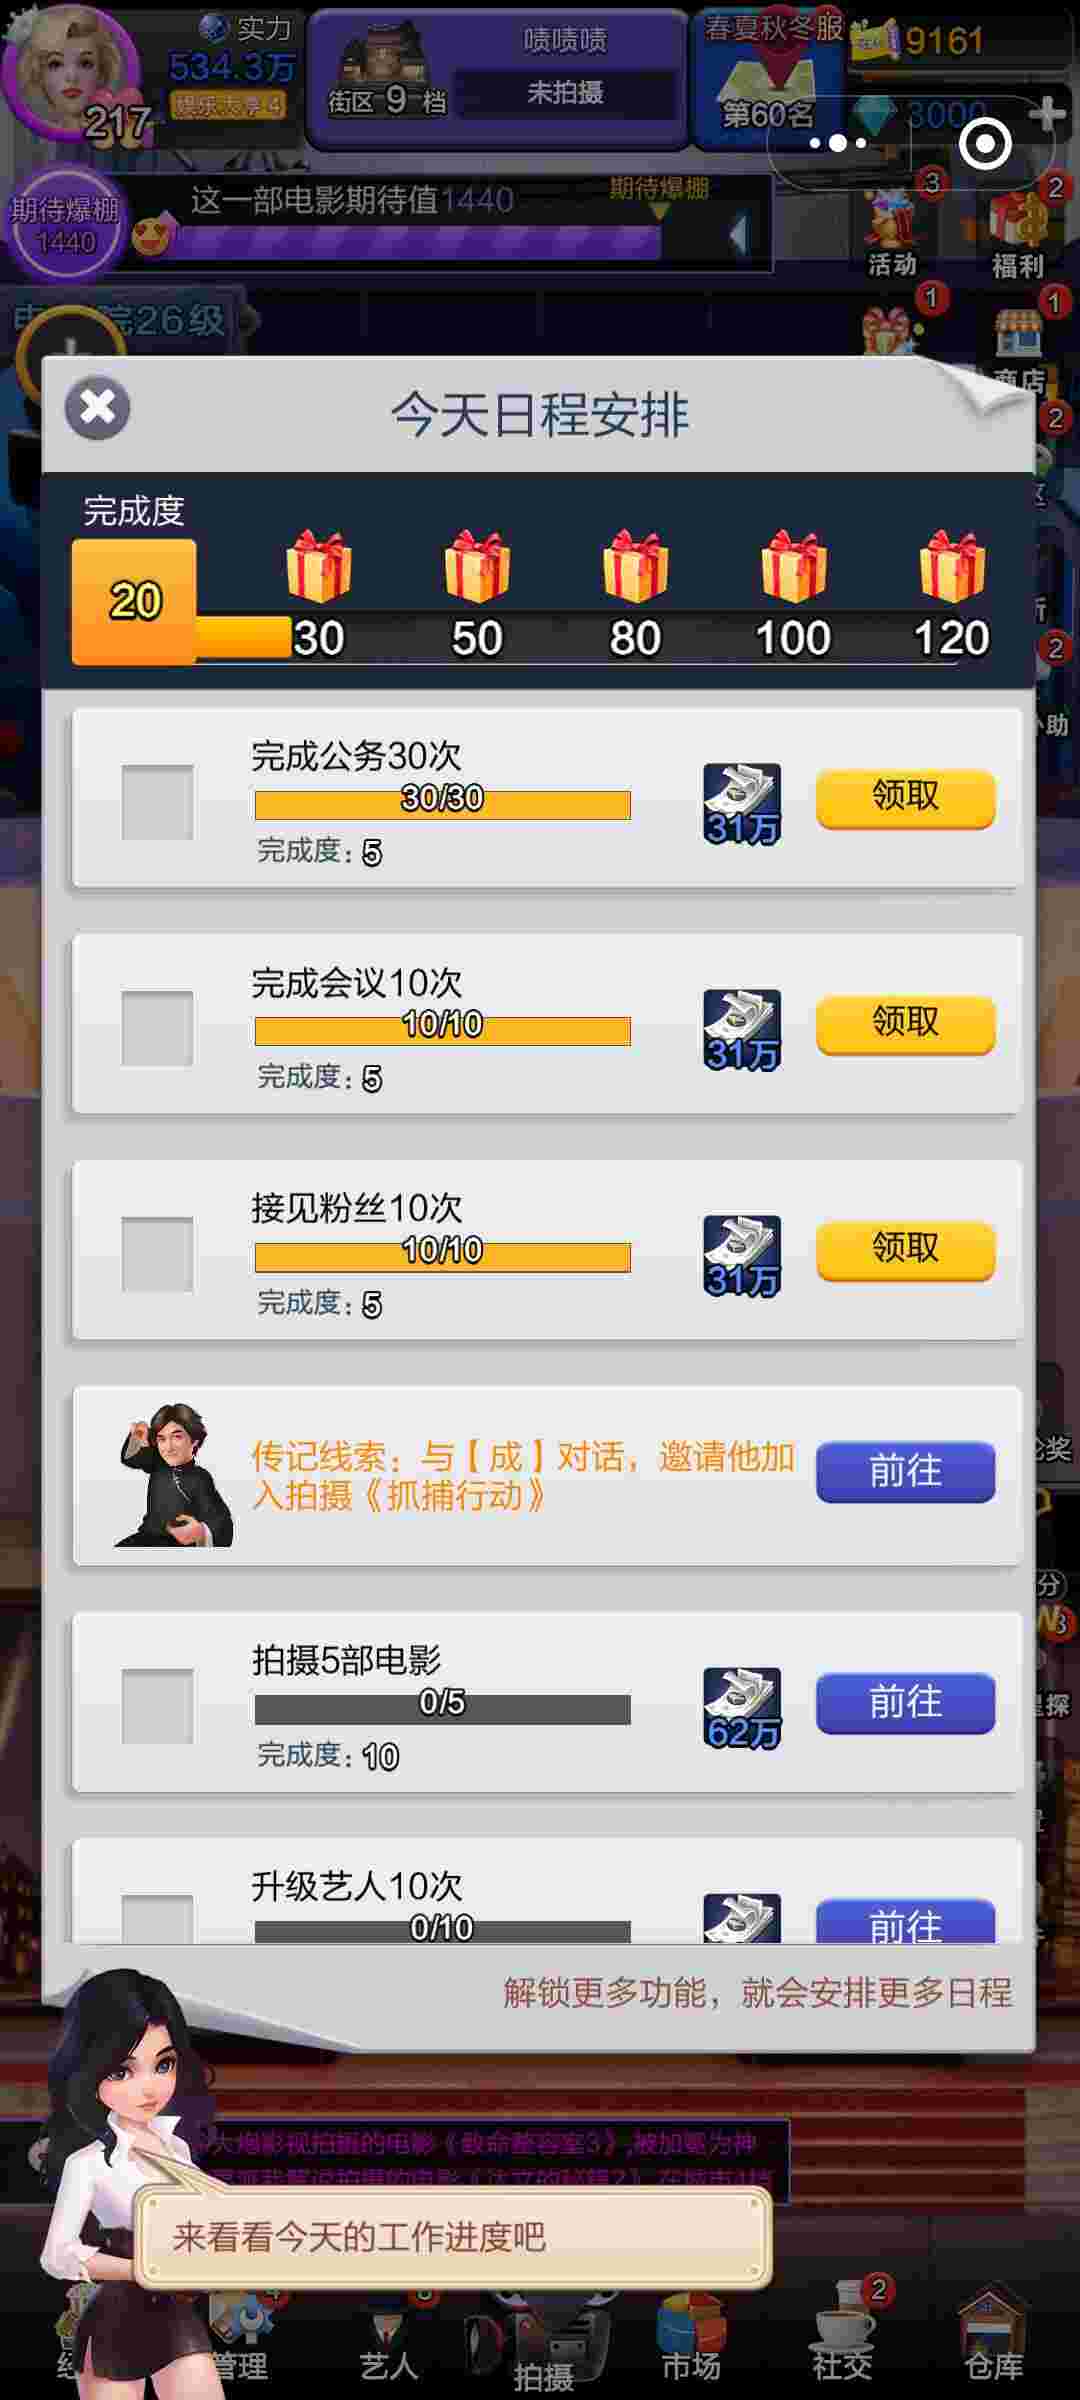 实力
534.3万
娱乐大亨4
217
啧啧啧
街区9档
未拍摄
春夏秋冬服
第60名
9161
3000
期待爆棚
1440
这一部电影期待值1440
期待爆棚
3
活动
2
福利
26级
1
1
商店
2
今天日程安排
完成度
20
30
50
80
100
120
2
完成公务30次
30/30
完成度：5
31万
领取
完成会议10次
10/10
完成度：5
31万
领取
接见粉丝10次
10/10
完成度：5
31万
领取
传记线索：与【成】对话，邀请他加
入拍摄《抓捕行动》
前往
拍摄5部电影
0/5
完成度：10
62万
前往
升级艺人10次
0/10
前往
解锁更多功能，就会安排更多日程
大炮影视拍摄的电影《致命整容室3》,被加冕为神
来看看今天的工作进度吧
管理
艺人
拍摄
市场
2
社交
仓库